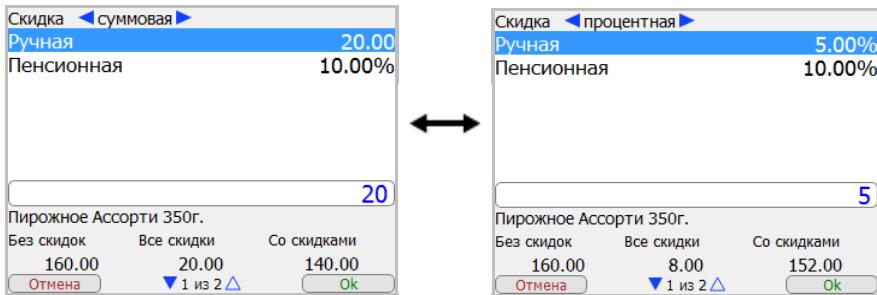 Скидка ◀ суммовая ▶
Ручная 20.00
Пенсионная 10.00%
20
Пирожное Ассорти 350г.
Без скидок Все скидки Со скидками
160.00 20.00 140.00
Отмена ▼ 1 из 2 △ Ok
Скидка ◀ процентная ▶
Ручная 5.00%
Пенсионная 10.00%
5
Пирожное Ассорти 350г.
Без скидок Все скидки Со скидками
160.00 8.00 152.00
Отмена ▼ 1 из 2 △ Ok